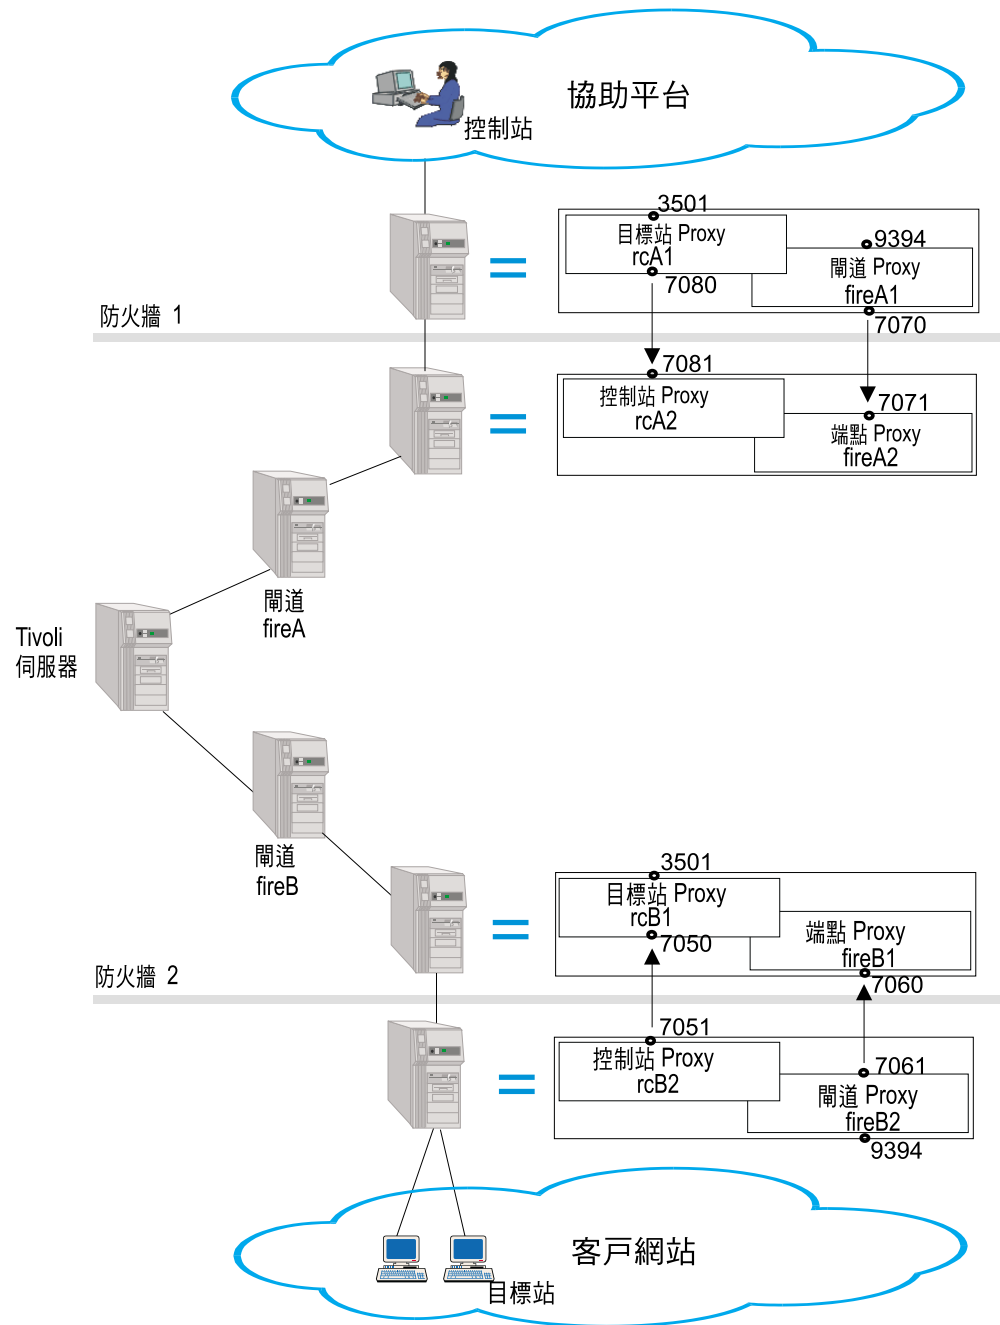 協助平台
控制站
3501
目標站 Proxy
rcA1
7080
9394
閘道 Proxy
fireA1
7070
防火牆 1
7081
控制站 Proxy
rcA2
7071
端點 Proxy
fireA2
閘道
fireA
Tivoli
伺服器
閘道
fireB
3501
目標站 Proxy
rcB1
7050
端點 Proxy
fireB1
7060
防火牆 2
7051
控制站 Proxy
rcB2
7061
閘道 Proxy
fireB2
9394
客戶網站
目標站